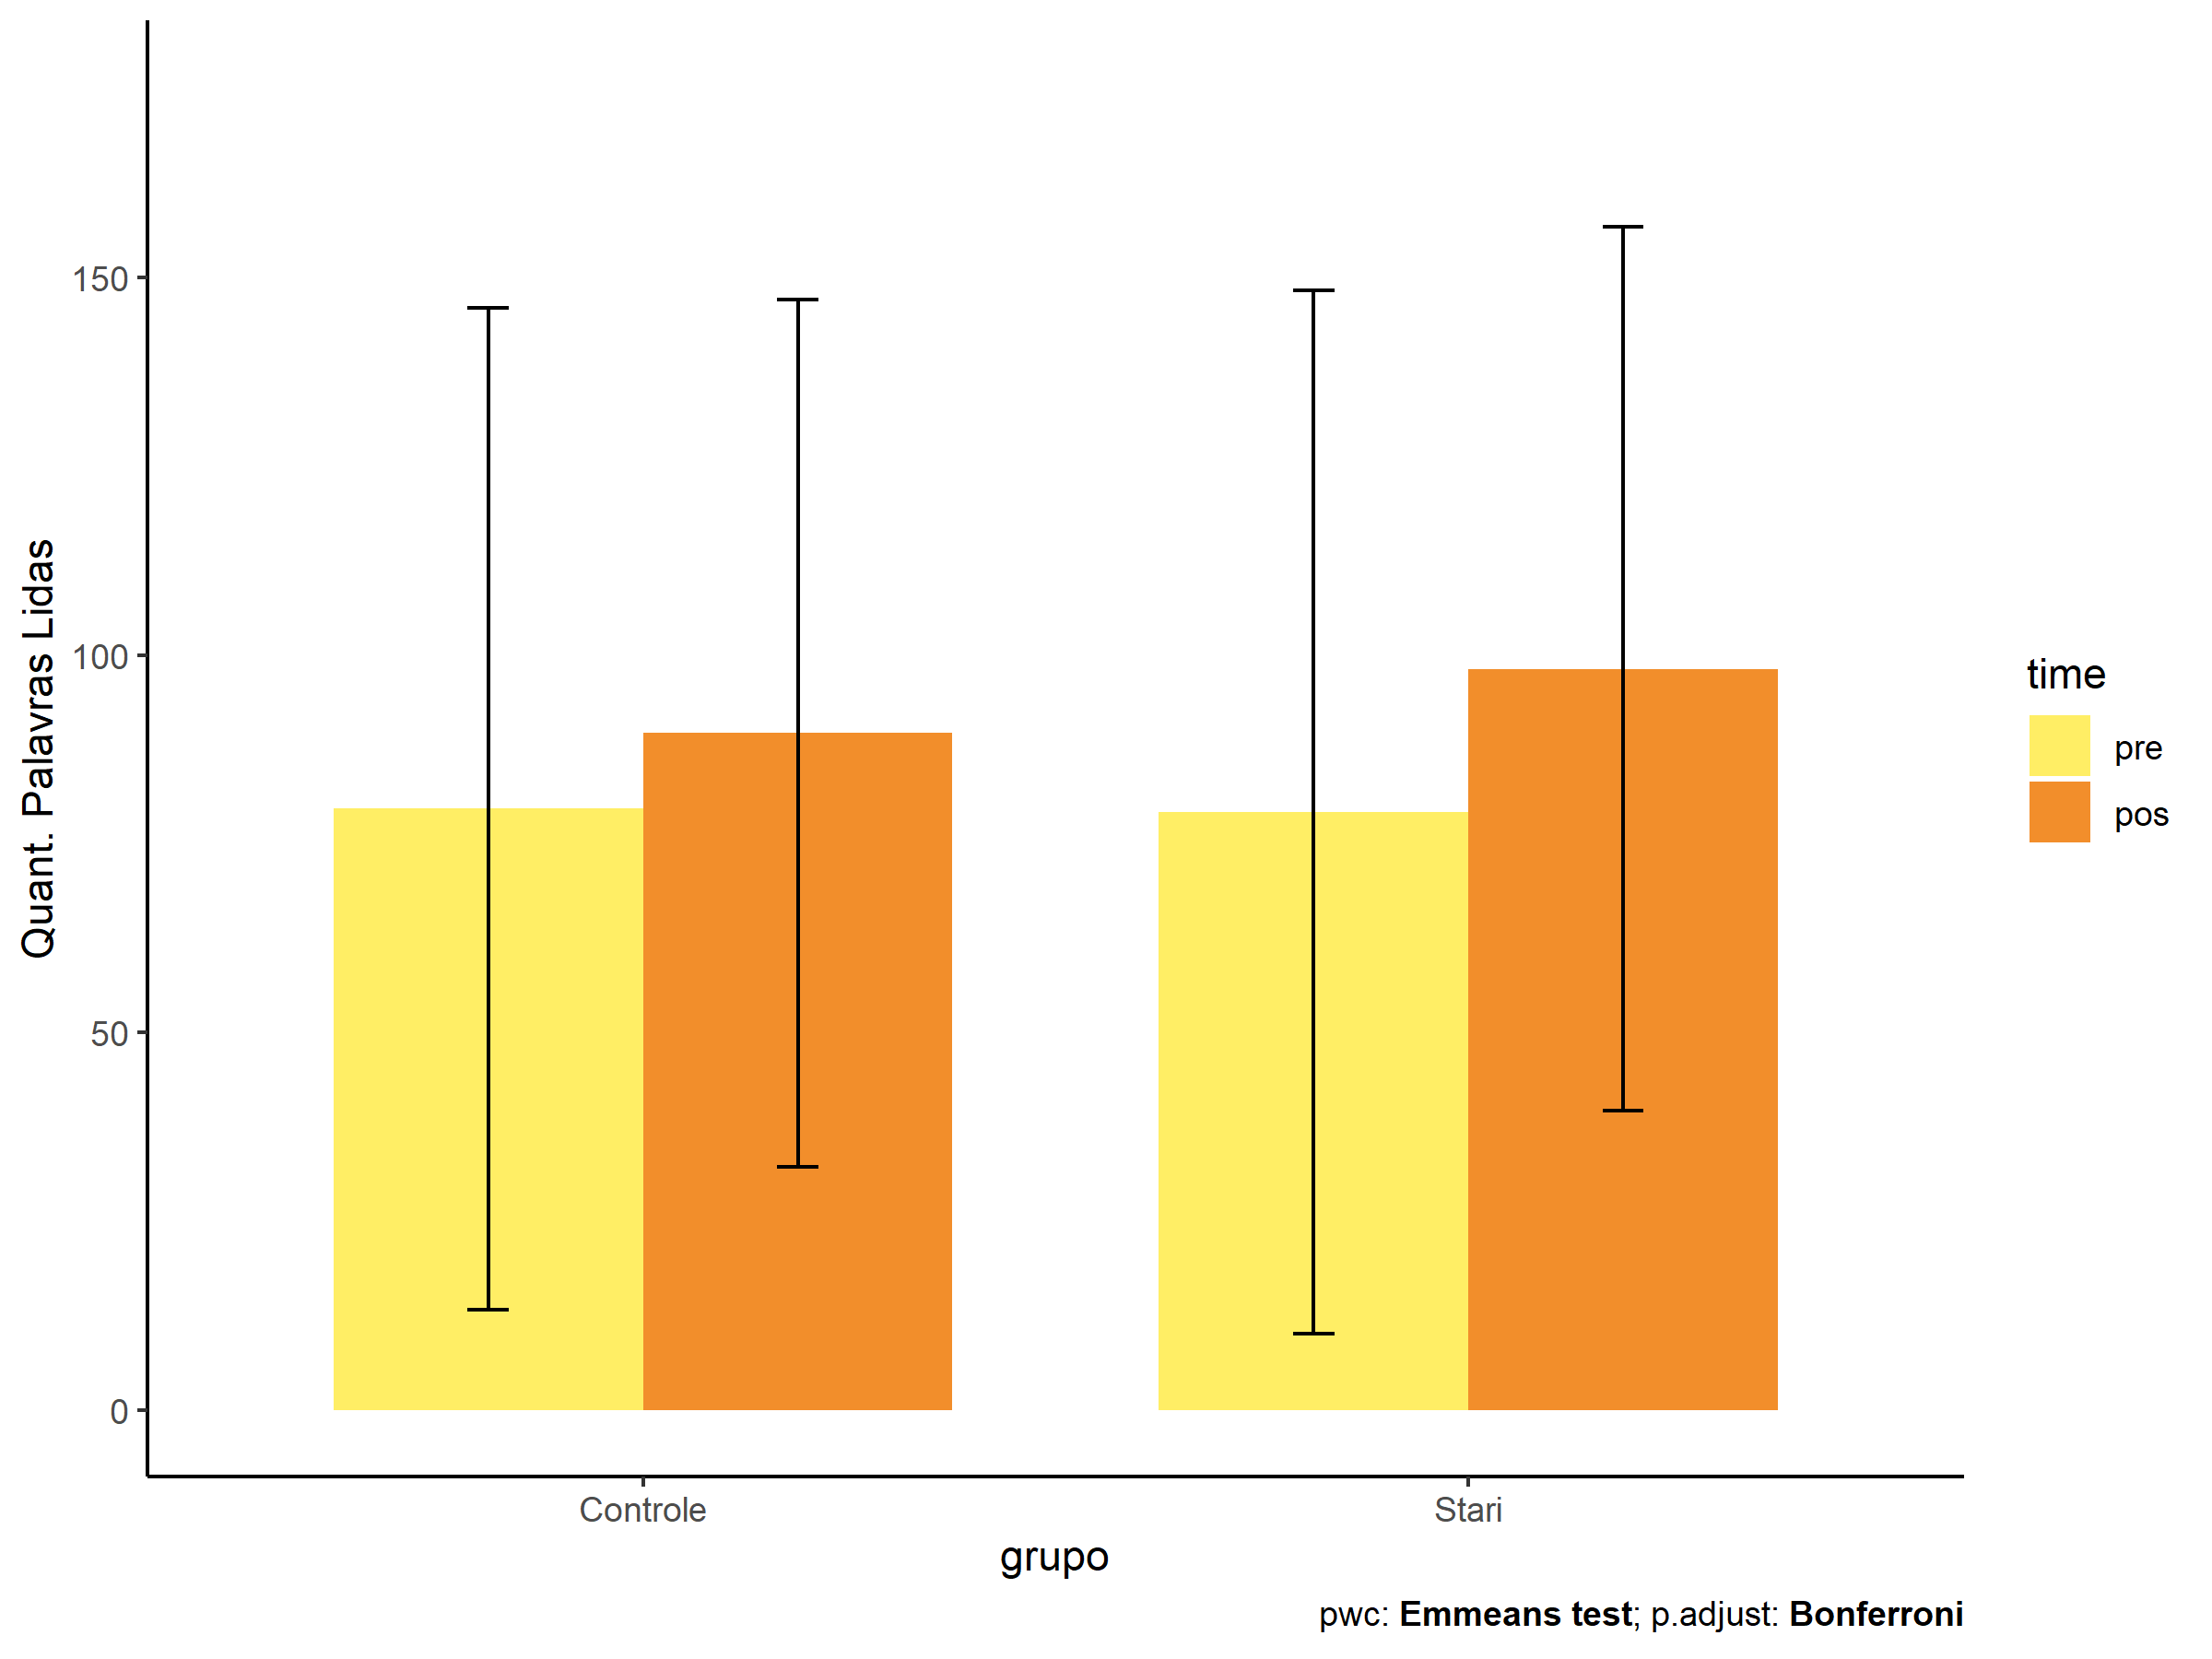 Quant. Palavras Lidas
150
100
50
0
Controle
Stari
grupo
time
pre
pos
pwc: Emmeans test; p.adjust: Bonferroni